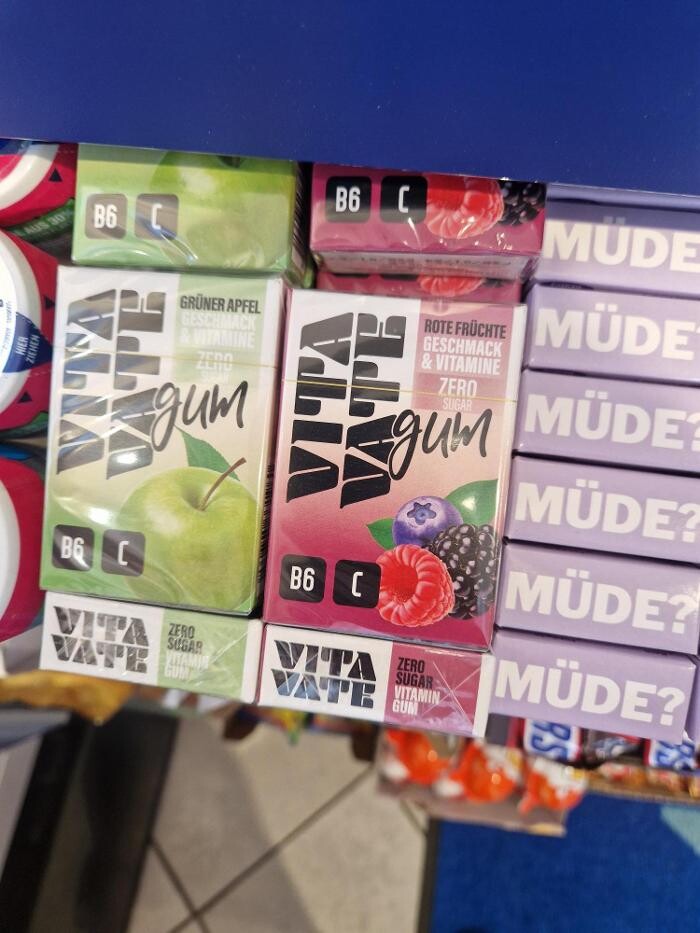 B6 C
B6 C
VITA
VATE
gum
GRÜNER APFEL
GESCHMACK
& VITAMINE
ZERO
B6 C
VITA
VATE
gum
ROTE FRÜCHTE
GESCHMACK
& VITAMINE
ZERO
SUGAR
B6 C
VITA
VATE
ZERO
SUGAR
VITAMIN
GUM
VITA
VATE
ZERO
SUGAR
VITAMIN
GUM
MÜDE
MÜDE
MÜDE?
MÜDE?
MÜDE?
MÜDE?
HIER
ZIEHEN